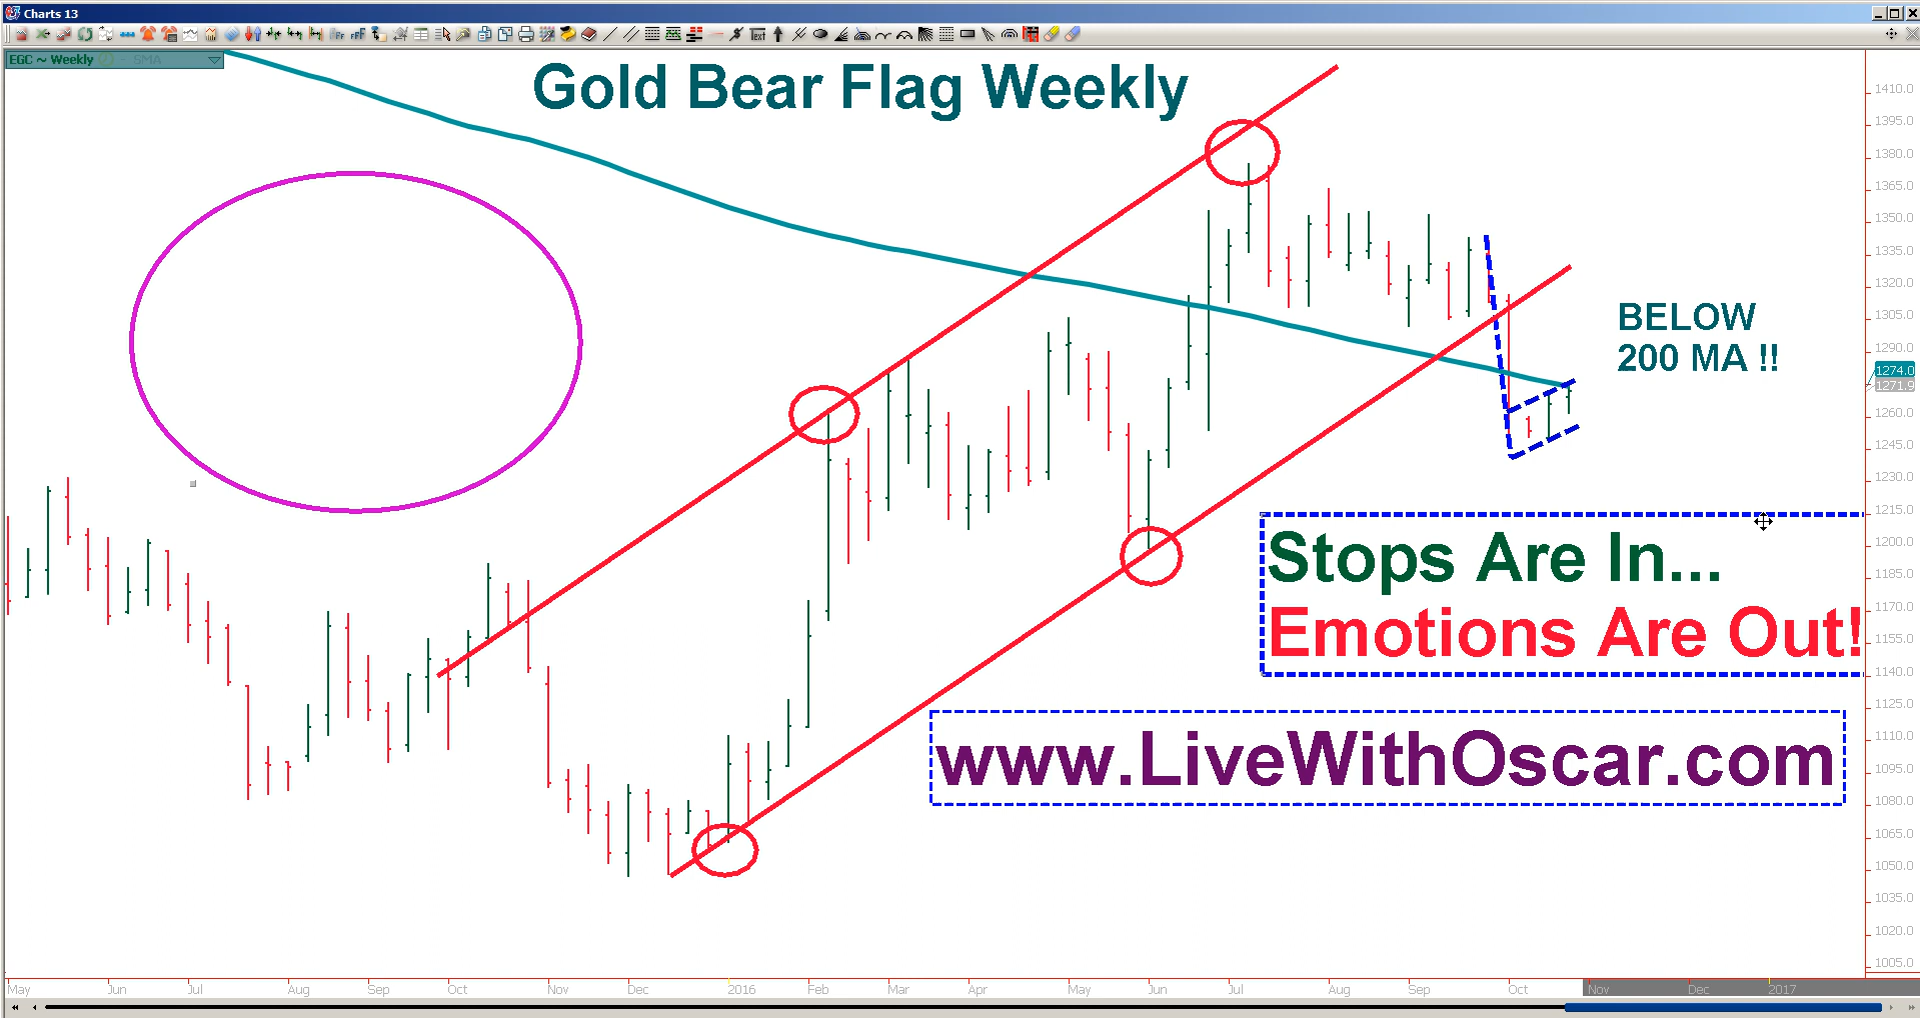 Charts 13
EGC ~ Weekly
SMA
Gold Bear Flag Weekly
BELOW
200 MA !!
Stops Are In...
Emotions Are Out!
www.LiveWithOscar.com
1410.0
1395.0
1380.0
1365.0
1350.0
1335.0
1320.0
1305.0
1290.0
1274.0
1271.9
1260.0
1245.0
1230.0
1215.0
1200.0
1185.0
1170.0
1155.0
1140.0
1125.0
1110.0
1095.0
1080.0
1065.0
1050.0
1035.0
1020.0
1005.0
May Jun Jul Aug Sep Oct Nov Dec 2016 Feb Mar Apr May Jun Jul Aug Sep Oct Nov Dec 2017